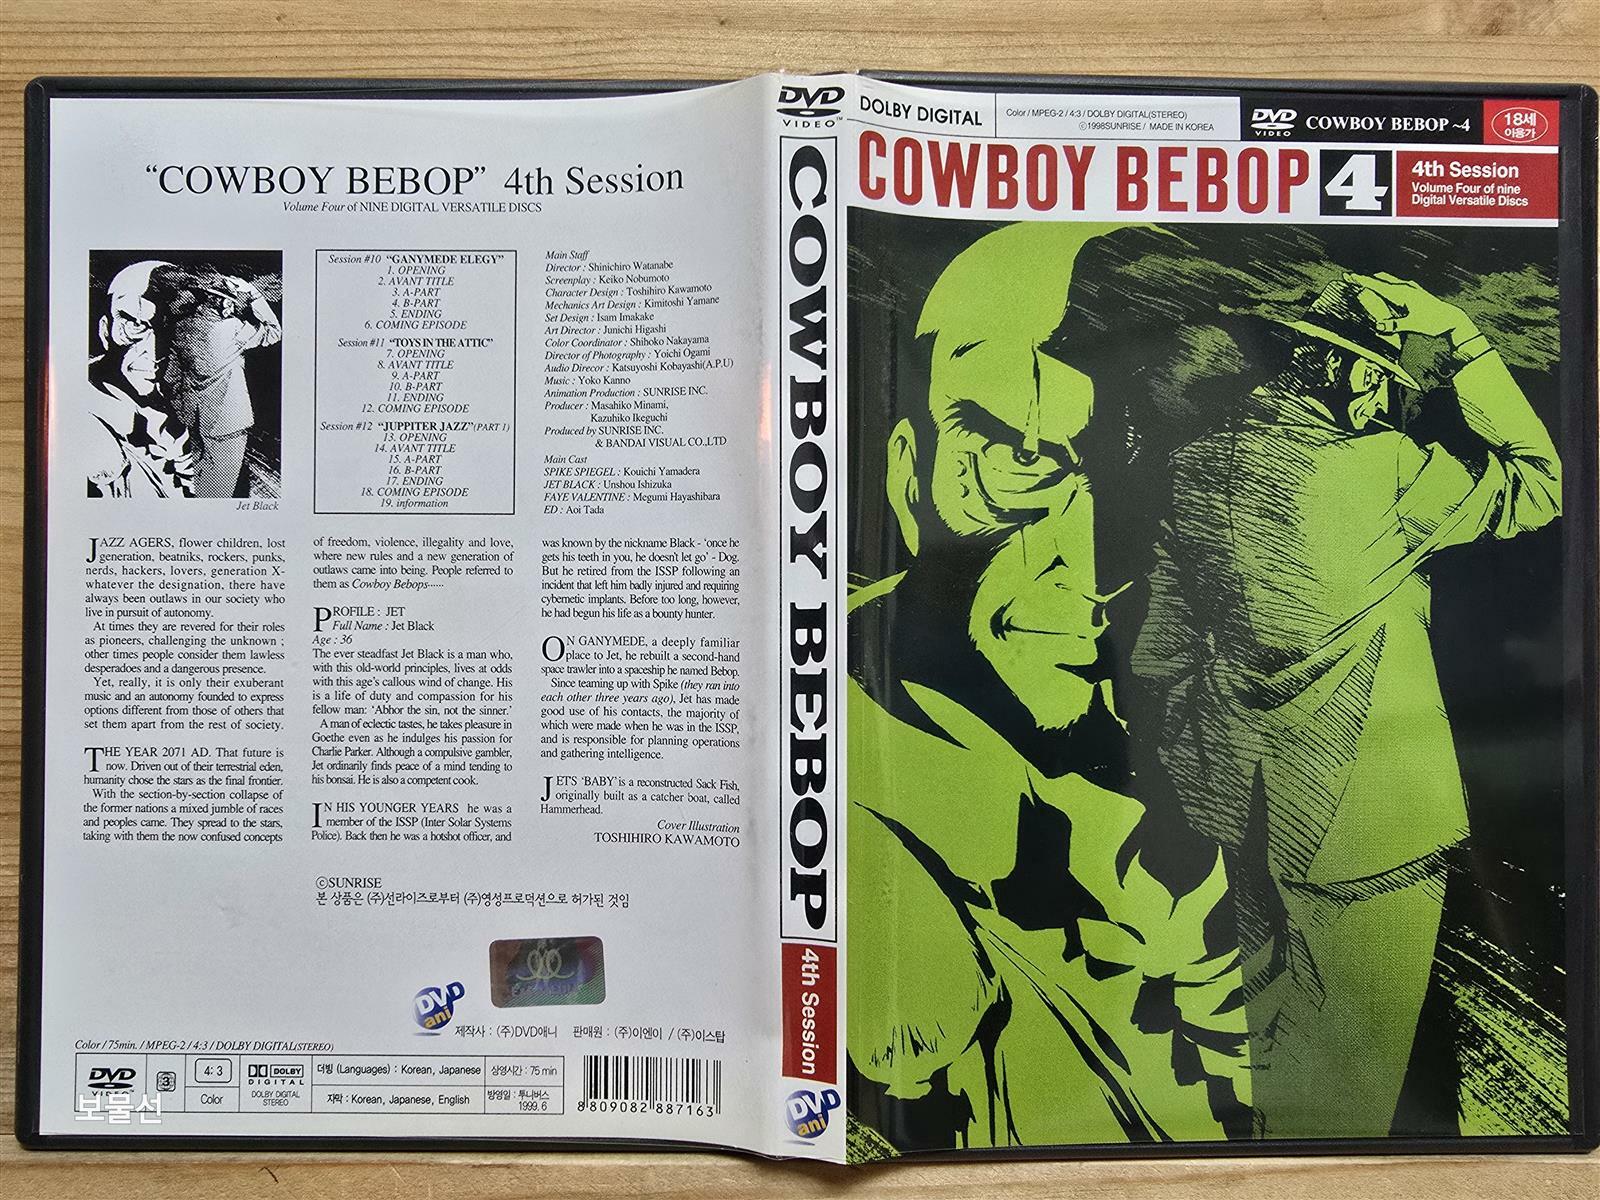 “COWBOY BEBOP” 4th Session
Volume Four of NINE DIGITAL VERSATILE DISCS
Jet Black
Session #10 “GANYMEDE ELEGY”
1. OPENING
2. AVANT TITLE
3. A-PART
4. B-PART
5. ENDING
6. COMING EPISODE
Session #11 “TOYS IN THE ATTIC”
7. OPENING
8. AVANT TITLE
9. A-PART
10. B-PART
11. ENDING
12. COMING EPISODE
Session #12 “JUPPITER JAZZ” (PART 1)
13. OPENING
14. AVANT TITLE
15. A-PART
16. B-PART
17. ENDING
18. COMING EPISODE
19. information
Main Staff
Director : Shinichiro Watanabe
Screenplay : Keiko Nobumoto
Character Design : Toshihiro Kawamoto
Mechanics Art Design : Kimitoshi Yamane
Set Design : Isam Imakake
Art Director : Junichi Higashi
Color Coordinator : Shihoko Nakayama
Director of Photography : Yoichi Ogami
Audio Direcor : Katsuyoshi Kobayashi(A.P.U)
Music : Yoko Kanno
Animation Production : SUNRISE INC.
Producer : Masahiko Minami,
Kazuhiko Ikeguchi
Produced by SUNRISE INC.
& BANDAI VISUAL CO.,LTD
Main Cast
SPIKE SPIEGEL : Kouichi Yamadera
JET BLACK : Unshou Ishizuka
FAYE VALENTINE : Megumi Hayashibara
ED : Aoi Tada
JAZZ AGERS, flower children, lost
generation, beatniks, rockers, punks,
nerds, hackers, lovers, generation X-
whatever the designation, there have
always been outlaws in our society who
live in pursuit of autonomy.
At times they are revered for their roles
as pioneers, challenging the unknown ;
other times people consider them lawless
desperadoes and a dangerous presence.
Yet, really, it is only their exuberant
music and an autonomy founded to express
options different from those of others that
set them apart from the rest of society.
THE YEAR 2071 AD. That future is
now. Driven out of their terrestrial eden,
humanity chose the stars as the final frontier.
With the section-by-section collapse of
the former nations a mixed jumble of races
and peoples came. They spread to the stars,
taking with them the now confused concepts
of freedom, violence, illegality and love,
where new rules and a new generation of
outlaws came into being. People referred to
them as Cowboy Bebops······
PROFILE : JET
Full Name : Jet Black
Age : 36
The ever steadfast Jet Black is a man who,
with this old-world principles, lives at odds
with this age's callous wind of change. His
is a life of duty and compassion for his
fellow man: ‘Abhor the sin, not the sinner.’
A man of eclectic tastes, he takes pleasure in
Goethe even as he indulges his passion for
Charlie Parker. Although a compulsive gambler,
Jet ordinarily finds peace of a mind tending to
his bonsai. He is also a competent cook.
IN HIS YOUNGER YEARS he was a
member of the ISSP (Inter Solar Systems
Police). Back then he was a hotshot officer, and
was known by the nickname Black - ‘once he
gets his teeth in you, he doesn't let go’ - Dog.
But he retired from the ISSP following an
incident that left him badly injured and requiring
cybernetic implants. Before too long, however,
he had begun his life as a bounty hunter.
ON GANYMEDE, a deeply familiar
place to Jet, he rebuilt a second-hand
space trawler into a spaceship he named Bebop.
Since teaming up with Spike (they ran into
each other three years ago), Jet has made
good use of his contacts, the majority of
which were made when he was in the ISSP,
and is responsible for planning operations
and gathering intelligence.
JET'S ‘BABY’ is a reconstructed Sack Fish,
originally built as a catcher boat, called
Hammerhead.
Cover Illustration
TOSHIHIRO KAWAMOTO
©SUNRISE
본 상품은 (주)선라이즈로부터 (주)영성프로덕션으로 허가된 것임
DVD ani
제작사 : (주)DVD애니 판매원 : (주)이엔이 / (주)이스탑
Color / 75min. / MPEG-2 / 4:3 / DOLBY DIGITAL(STEREO)
DVD VIDEO
3
4:3
Color
DOLBY DIGITAL
DOLBY DIGITAL STEREO
더빙 (Languages) : Korean, Japanese
자막 : Korean, Japanese, English
상영시간 : 75 min
방영일 : 투니버스 1999. 6
8 809082 887163
보물선
DVD VIDEO™
COWBOY BEBOP
4th Session
DVD ani
DOLBY DIGITAL
Color / MPEG-2 / 4:3 / DOLBY DIGITAL(STEREO)
©1998SUNRISE / MADE IN KOREA
DVD VIDEO
COWBOY BEBOP ~4
18세
이용가
COWBOY BEBOP 4
4th Session
Volume Four of nine
Digital Versatile Discs